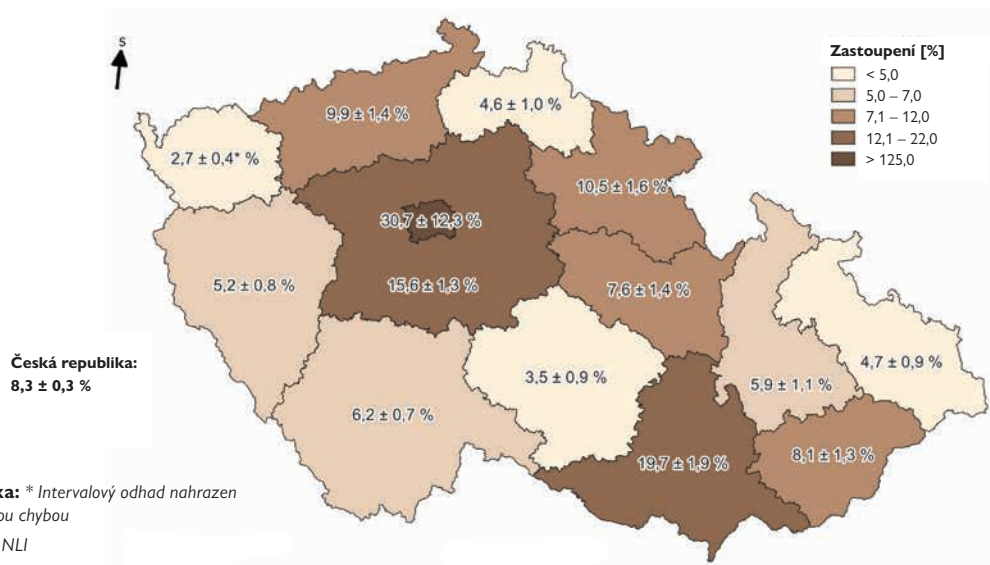 S
Zastoupení [%]
< 5,0
5,0 – 7,0
7,1 – 12,0
12,1 – 22,0
> 125,0
9,9 ± 1,4 %
4,6 ± 1,0 %
2,7 ± 0,4* %
10,5 ± 1,6 %
30,7 ± 12,3 %
5,2 ± 0,8 %
15,6 ± 1,3 %
7,6 ± 1,4 %
Česká republika:
8,3 ± 0,3 %
3,5 ± 0,9 %
4,7 ± 0,9 %
5,9 ± 1,1 %
6,2 ± 0,7 %
8,1 ± 1,3 %
19,7 ± 1,9 %
ka: * Intervalový odhad nahrazen
ou chybou
NLI